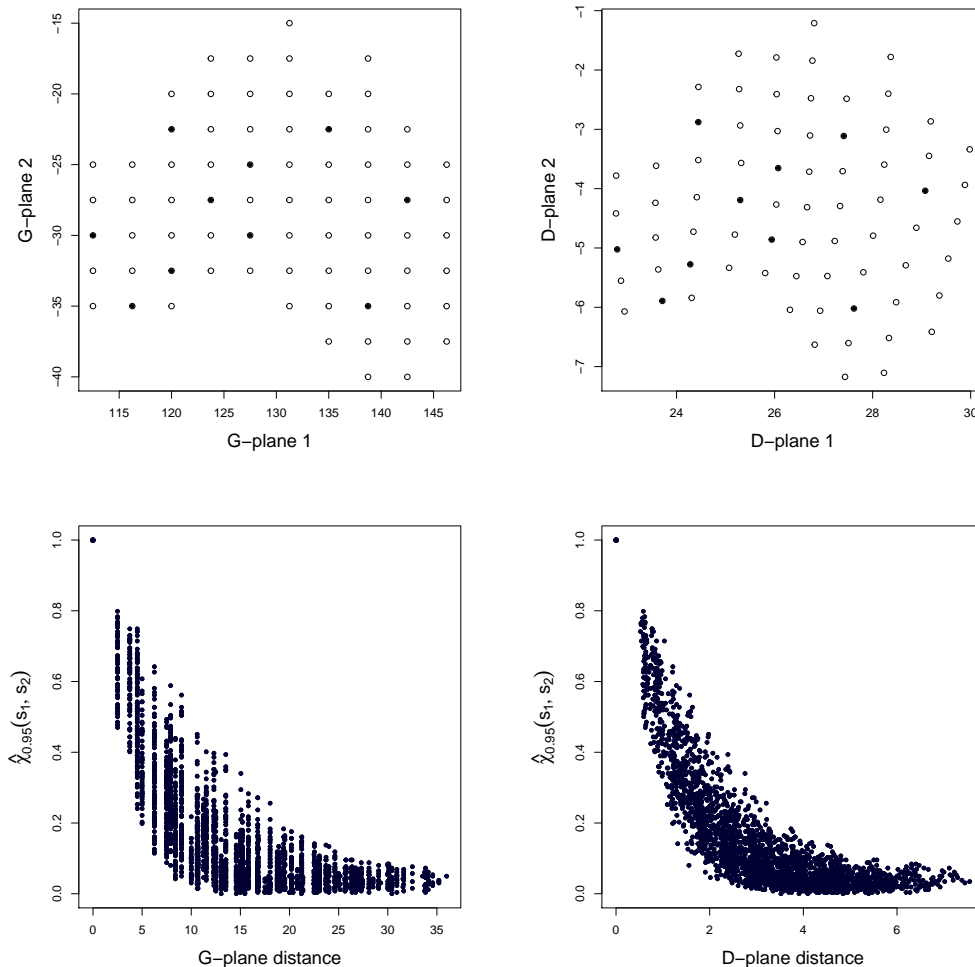 -15
-20
-25
-30
-35
-40
G-plane 2
115 120 125 130 135 140 145
G-plane 1
-1
-2
-3
-4
-5
-6
-7
D-plane 2
24 26 28 30
D-plane 1
1.0
0.8
0.6
0.4
0.2
0.0
χ̂0.95(s1, s2)
0 5 10 15 20 25 30 35
G-plane distance
1.0
0.8
0.6
0.4
0.2
0.0
χ̂0.95(s1, s2)
0 2 4 6
D-plane distance